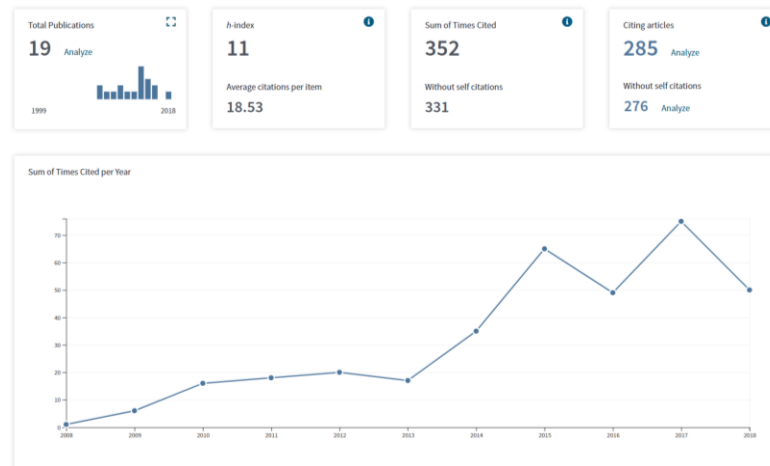 Total Publications
19 Analyze
1999 2018
h-index
11
Average citations per item
18.53
Sum of Times Cited
352
Without self citations
331
Citing articles
285 Analyze
Without self citations
276 Analyze
Sum of Times Cited per Year
70
60
50
40
30
20
10
0
2008 2009 2010 2011 2012 2013 2014 2015 2016 2017 2018